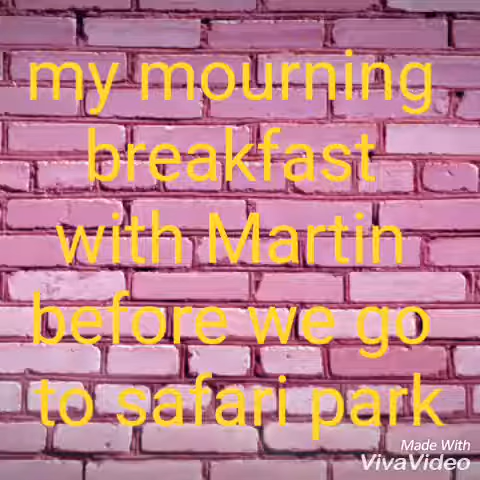 my mourning
breakfast
with Martin
before we go
to safari park
Made With
VivaVideo